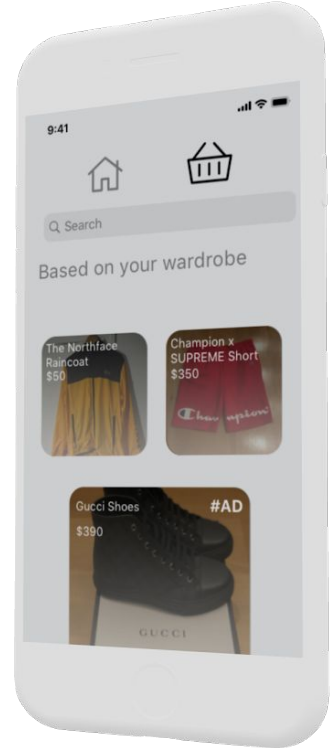 9:41
Search
Based on your wardrobe
The Northface
Raincoat
$50
Champion x
SUPREME Short
$350
Champion
Gucci Shoes
#AD
$390
GUCCI